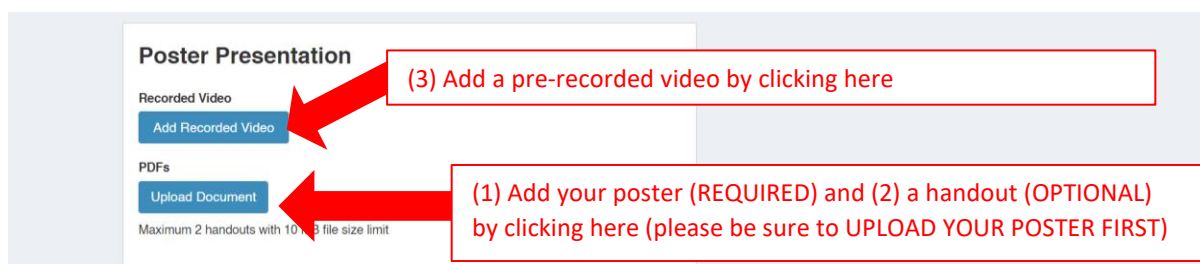 Poster Presentation
(3) Add a pre-recorded video by clicking here
Recorded Video
Add Recorded Video
PDFs
Upload Document
(1) Add your poster (REQUIRED) and (2) a handout (OPTIONAL)
by clicking here (please be sure to UPLOAD YOUR POSTER FIRST)
Maximum 2 handouts with 10 file size limit